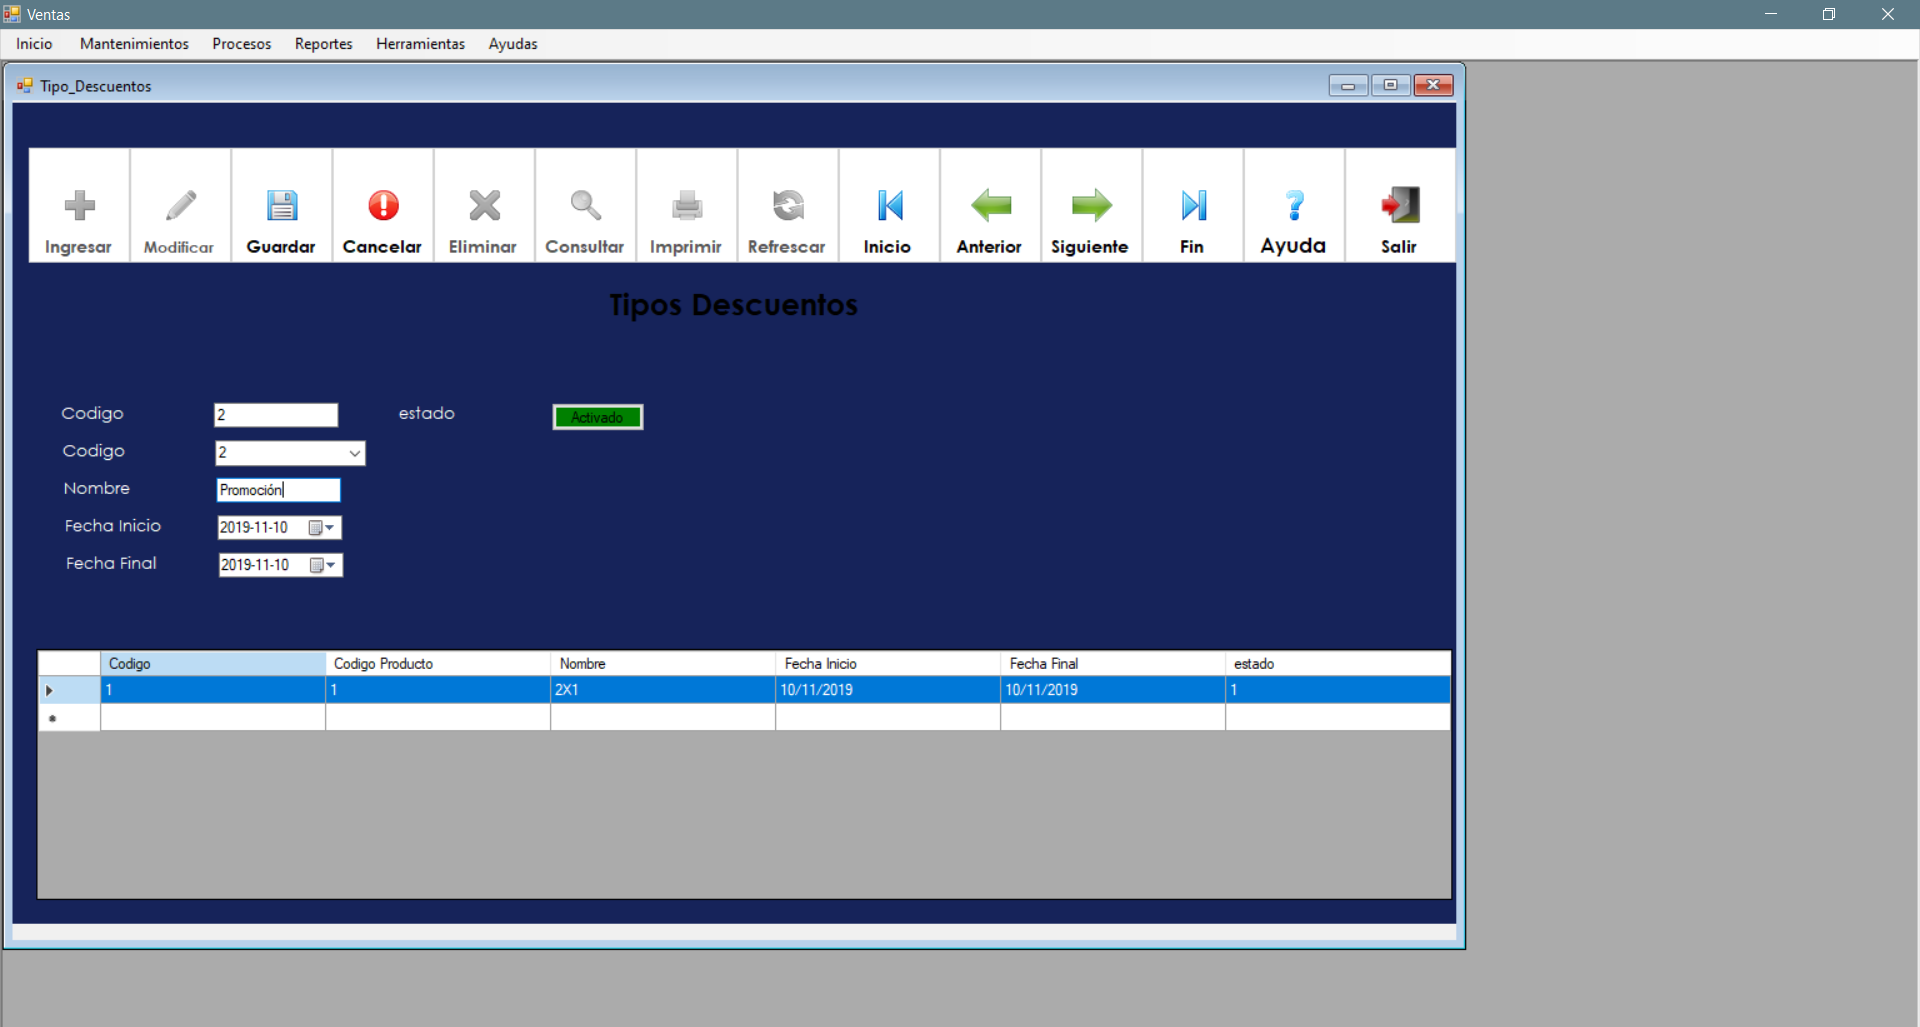 Ventas
Inicio Mantenimientos Procesos Reportes Herramientas Ayudas
Tipo_Descuentos
Ingresar Modificar Guardar Cancelar Eliminar Consultar Imprimir Refrescar Inicio Anterior Siguiente Fin Ayuda Salir
Tipos Descuentos
Codigo 2 estado Activado
Codigo 2
Nombre Promoción
Fecha Inicio 2019-11-10
Fecha Final 2019-11-10
Codigo Codigo Producto Nombre Fecha Inicio Fecha Final estado
1 1 2X1 10/11/2019 10/11/2019 1